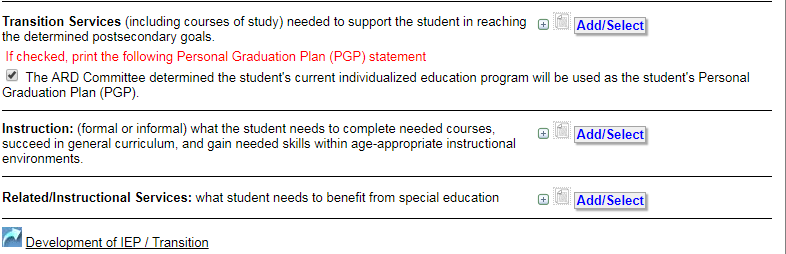 Transition Services (including courses of study) needed to support the student in reaching
the determined postsecondary goals.
Add/Select
If checked, print the following Personal Graduation Plan (PGP) statement
The ARD Committee determined the student's current individualized education program will be used as the student's Personal
Graduation Plan (PGP).
Instruction: (formal or informal) what the student needs to complete needed courses,
succeed in general curriculum, and gain needed skills within age-appropriate instructional
environments.
Add/Select
Related/Instructional Services: what student needs to benefit from special education
Add/Select
Development of IEP / Transition